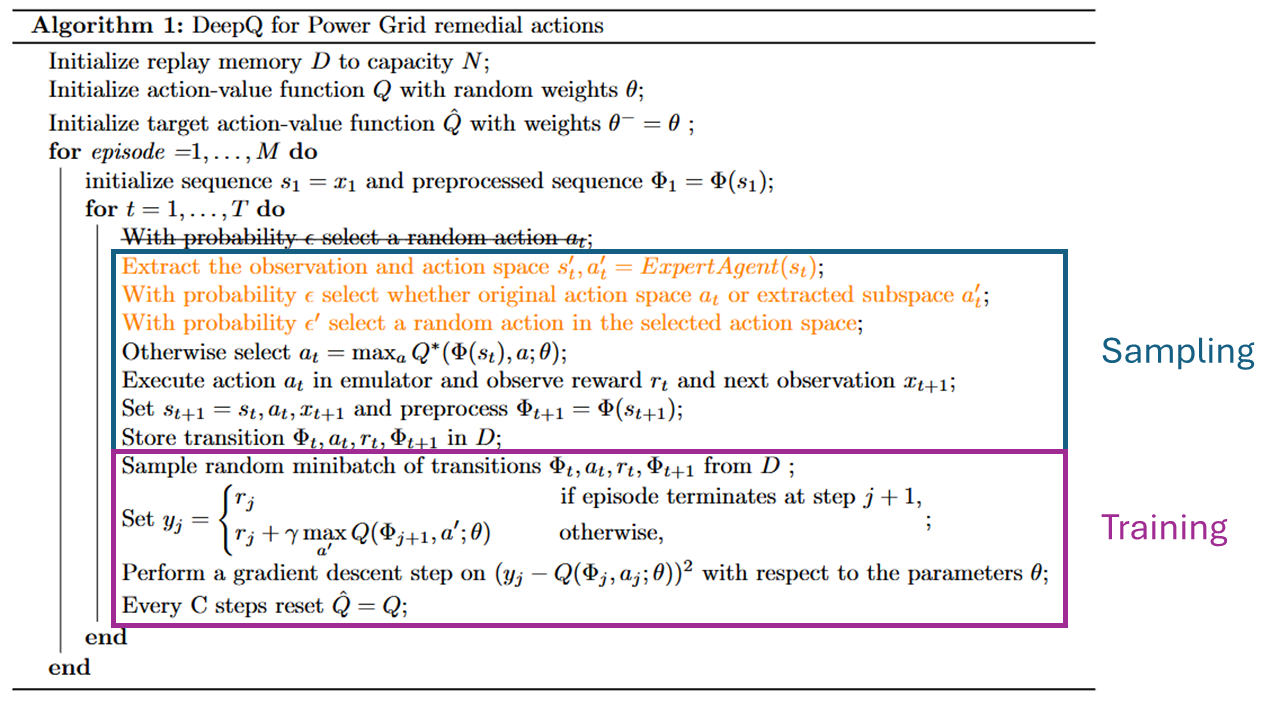 Algorithm 1: DeepQ for Power Grid remedial actions
Initialize replay memory D to capacity N;
Initialize action-value function Q with random weights θ;
Initialize target action-value function Q̂ with weights θ⁻ = θ ;
for episode =1, . . . , M do
initialize sequence s₁ = x₁ and preprocessed sequence Φ₁ = Φ(s₁);
for t = 1, . . . , T do
With probability ϵ select a random action aₜ;
Extract the observation and action space s′ₜ, a′ₜ = ExpertAgent(sₜ);
With probability ϵ select whether original action space aₜ or extracted subspace a′ₜ;
With probability ϵ′ select a random action in the selected action space;
Otherwise select aₜ = maxₐ Q*(Φ(sₜ), a; θ);
Execute action aₜ in emulator and observe reward rₜ and next observation xₜ₊₁;
Set sₜ₊₁ = sₜ, aₜ, xₜ₊₁ and preprocess Φₜ₊₁ = Φ(sₜ₊₁);
Store transition Φₜ, aₜ, rₜ, Φₜ₊₁ in D;
Sampling
Sample random minibatch of transitions Φₜ, aₜ, rₜ, Φₜ₊₁ from D ;
Set yⱼ = { rⱼ if episode terminates at step j + 1,
rⱼ + γ max_a′ Q(Φⱼ₊₁, a′; θ) otherwise, ;
Perform a gradient descent step on (yⱼ − Q(Φⱼ, aⱼ; θ))² with respect to the parameters θ;
Every C steps reset Q̂ = Q;
Training
end
end